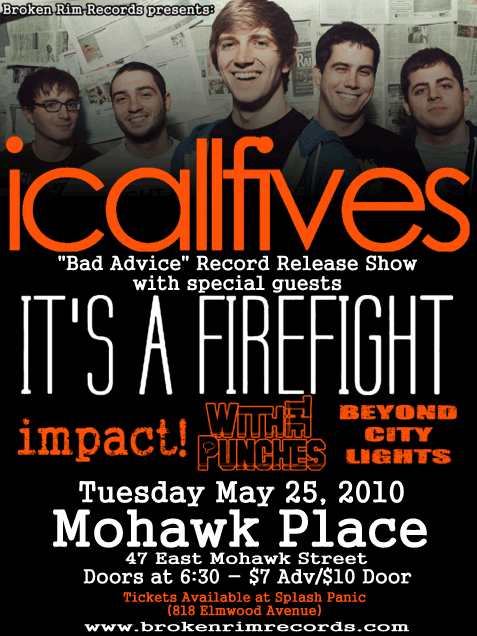 Broken Rim Records presents:
icallfives
"Bad Advice" Record Release Show
with special guests
IT'S A FIREFIGHT
impact!
WITH THE
PUNCHES
BEYOND
CITY
LIGHTS
Tuesday May 25, 2010
Mohawk Place
47 East Mohawk Street
Doors at 6:30 – $7 Adv/$10 Door
Tickets Available at Splash Panic
(818 Elmwood Avenue)
www.brokenrimrecords.com